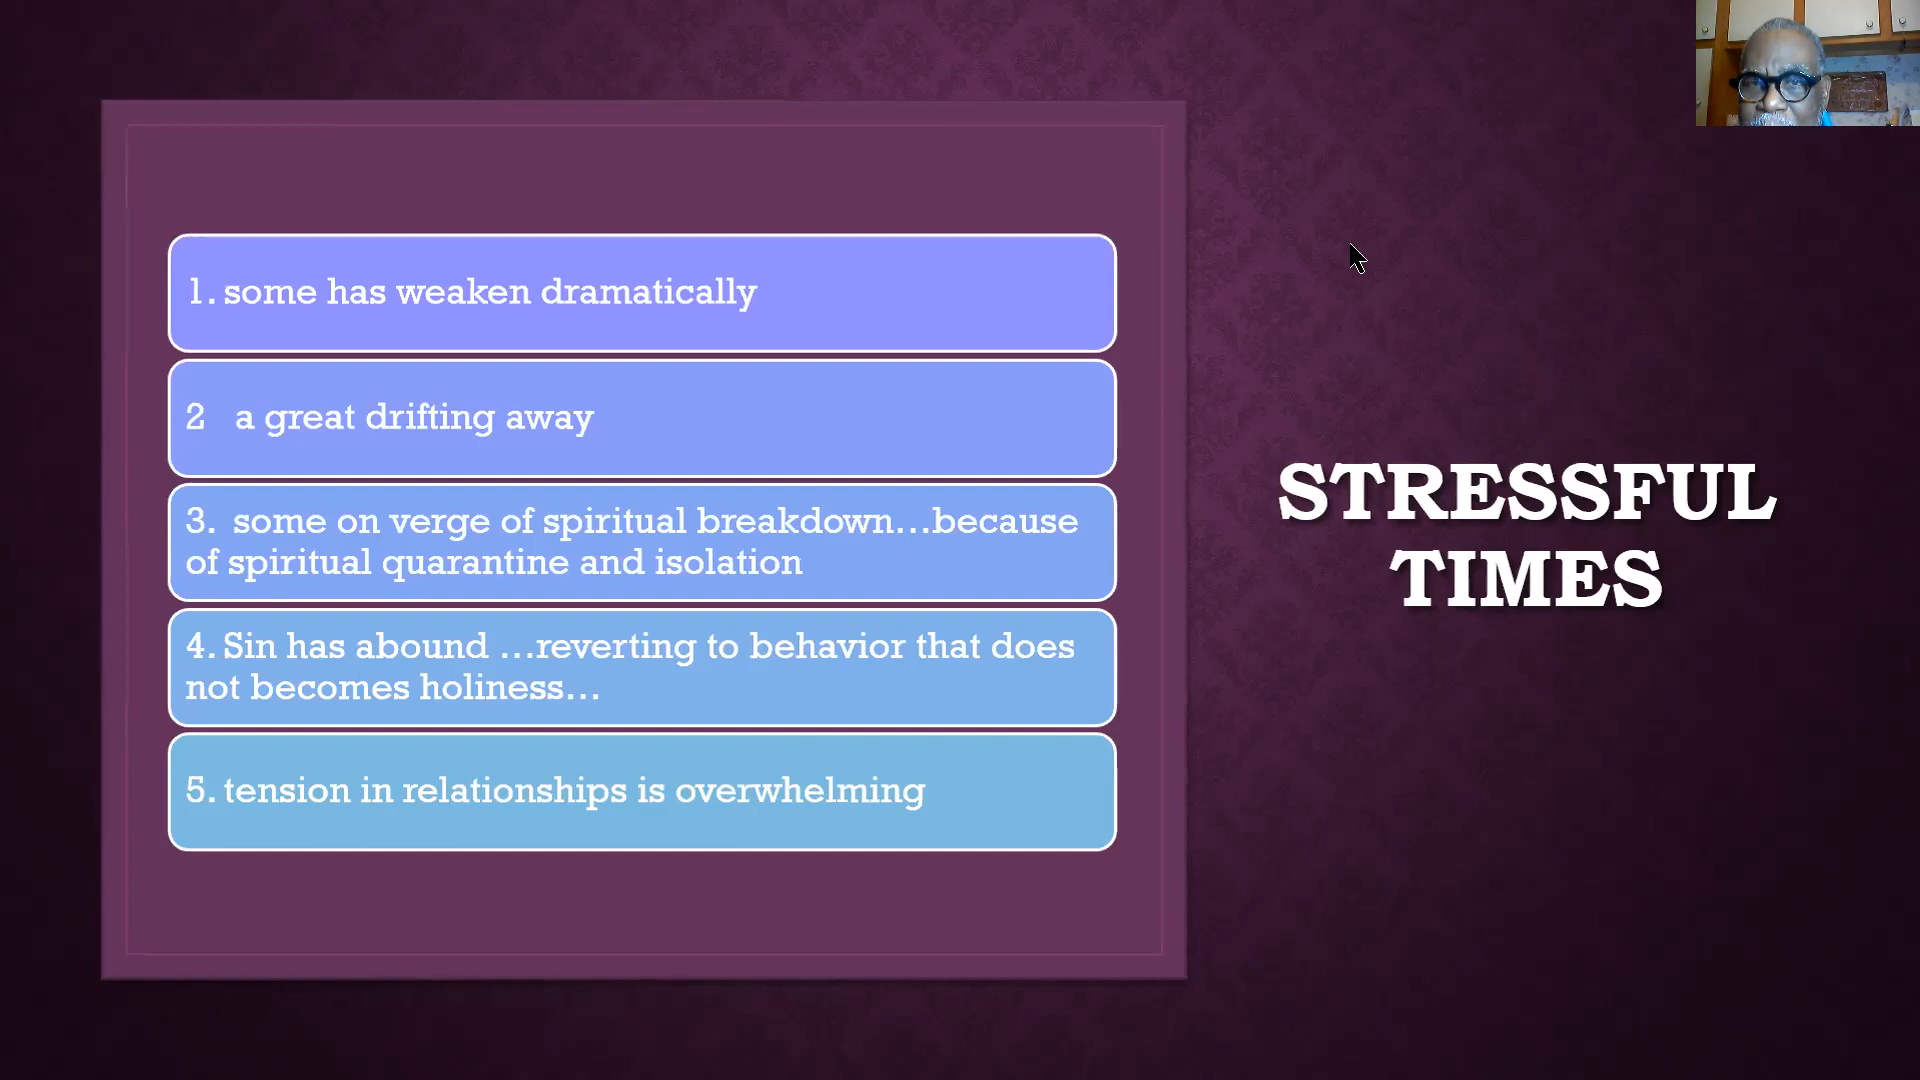 1. some has weaken dramatically
2 a great drifting away
3. some on verge of spiritual breakdown...because
of spiritual quarantine and isolation
4. Sin has abound ...reverting to behavior that does
not becomes holiness...
5. tension in relationships is overwhelming
STRESSFUL
TIMES